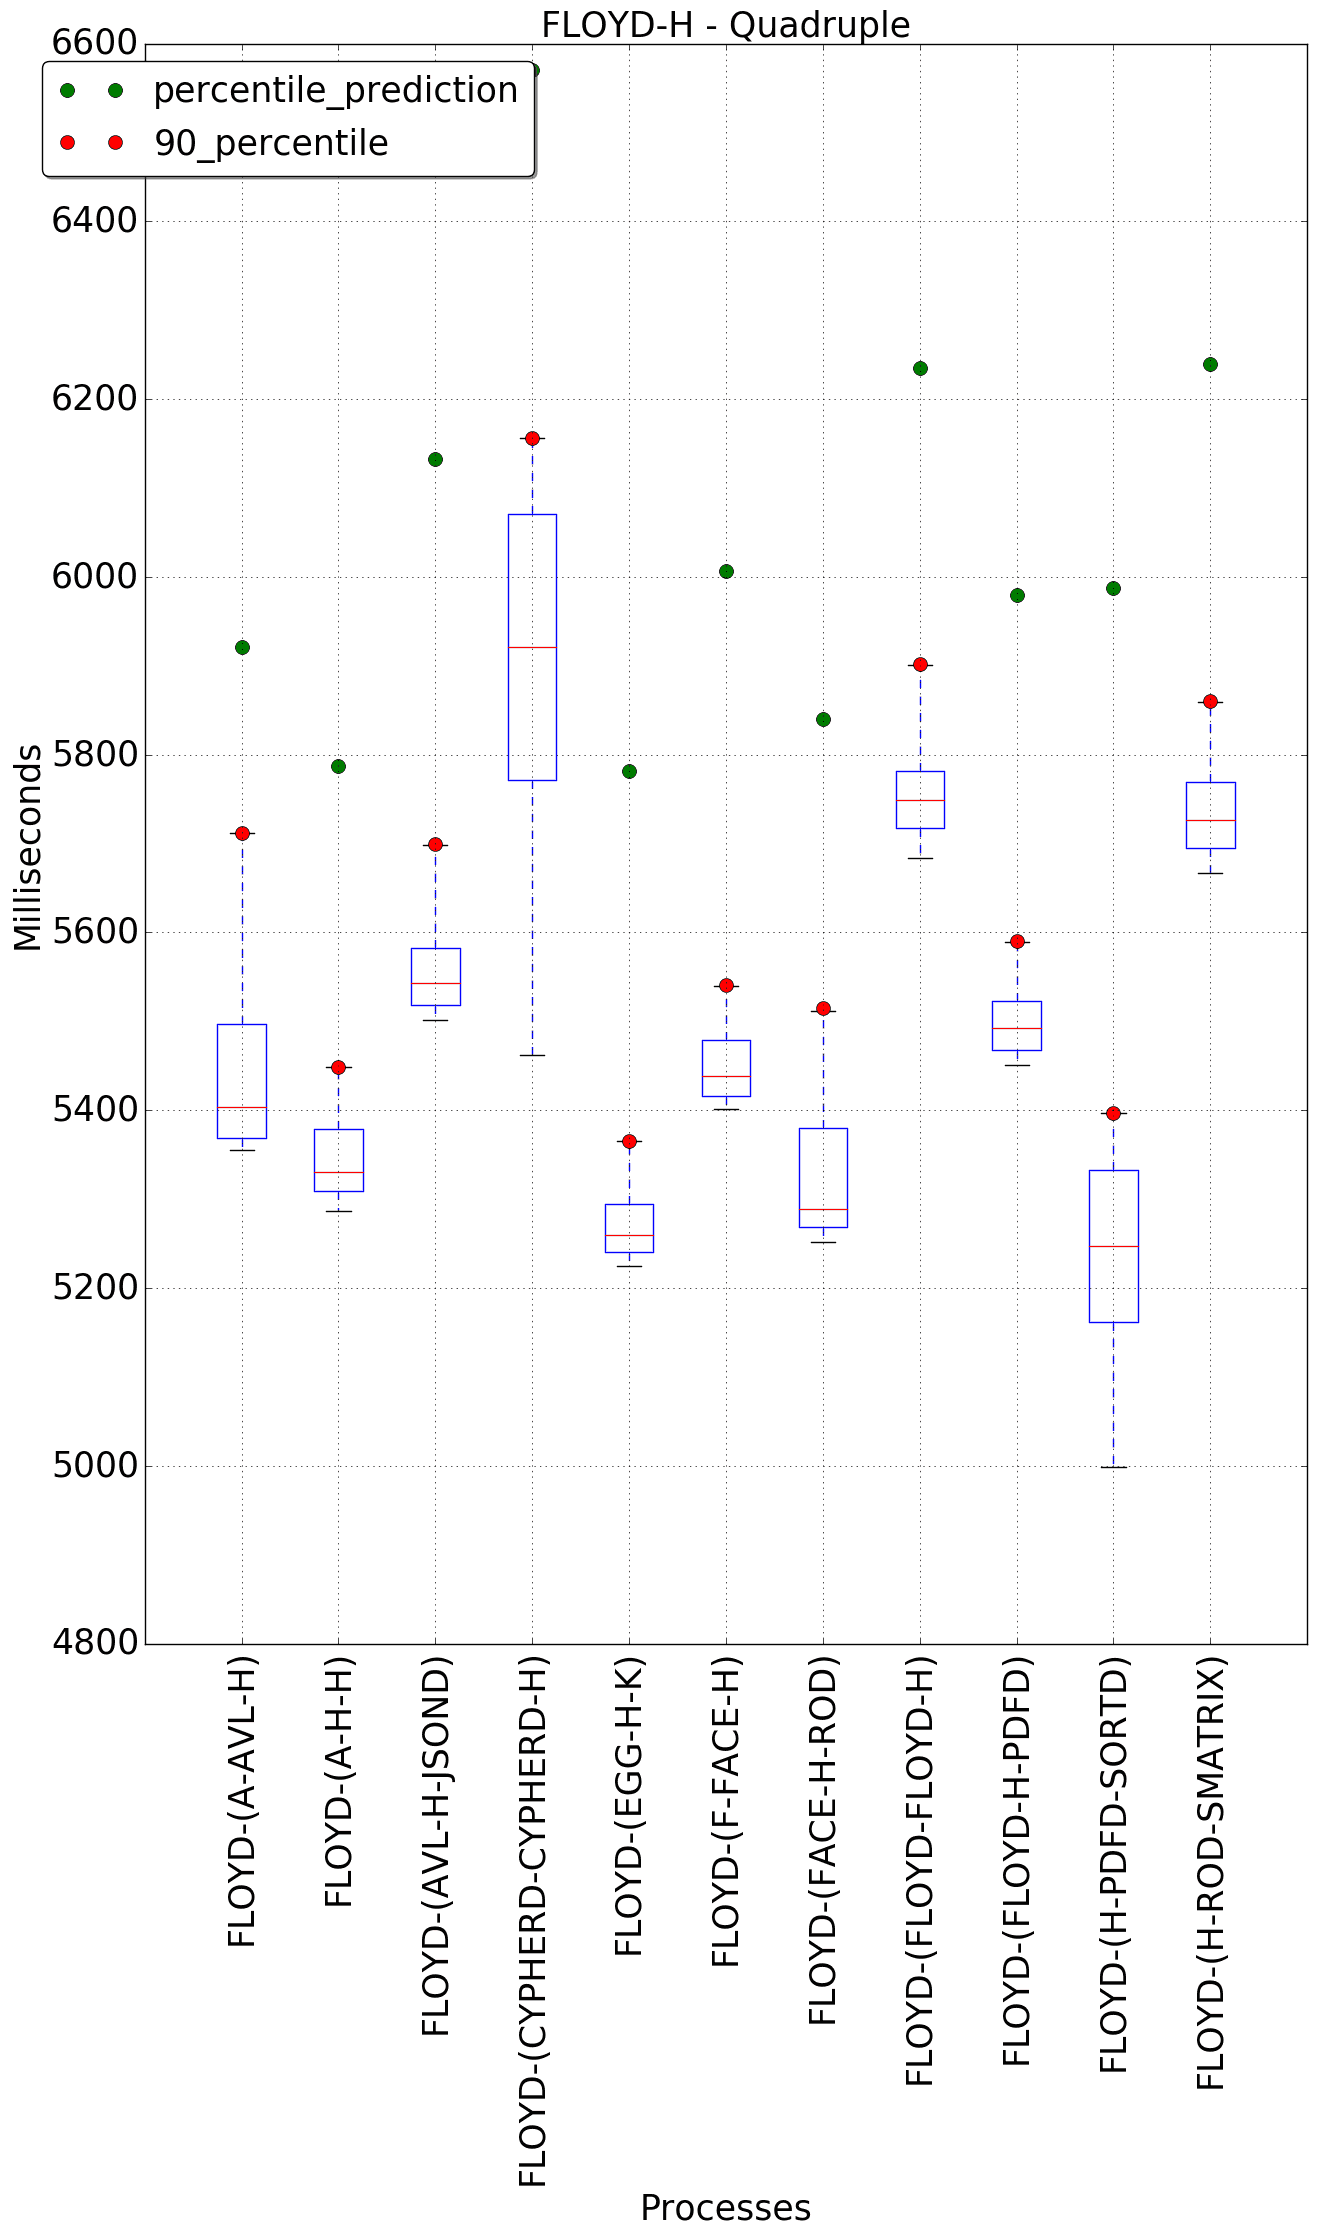 FLOYD-H - Quadruple
percentile_prediction
90_percentile
6600
6400
6200
6000
5800
5600
5400
5200
5000
4800
Milliseconds
FLOYD-(A-AVL-H)
FLOYD-(A-H-H)
FLOYD-(AVL-H-JSOND)
FLOYD-(CYPHERD-CYPHERD-H)
FLOYD-(EGG-H-K)
FLOYD-(F-FACE-H)
FLOYD-(FACE-H-ROD)
FLOYD-(FLOYD-FLOYD-H)
FLOYD-(FLOYD-H-PDFD)
FLOYD-(H-PDFD-SORTD)
FLOYD-(H-ROD-SMATRIX)
Processes